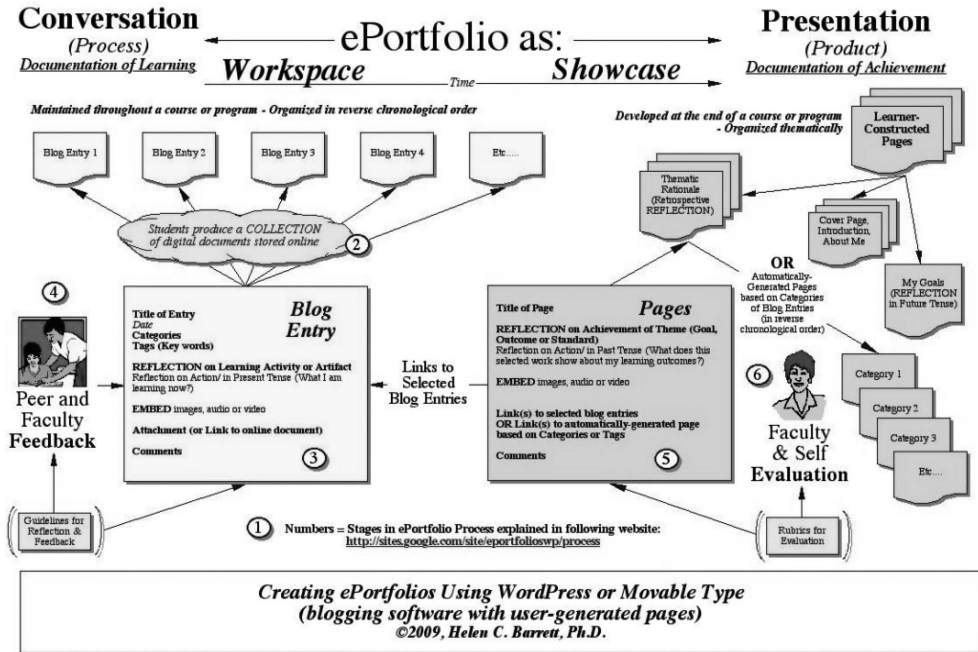 Conversation
(Process)
Documentation of Learning
ePortfolio as:
Workspace
Time
Showcase
Presentation
(Product)
Documentation of Achievement
Maintained throughout a course or program - Organized in reverse chronological order
Blog Entry 1
Blog Entry 2
Blog Entry 3
Blog Entry 4
Etc.....
Students produce a COLLECTION
of digital documents stored online
2
Developed at the end of a course or program
- Organized thematically
Learner-
Constructed
Pages
Thematic
Rationale
(Retrospective
REFLECTION)
Cover Page,
Introduction,
About Me
My Goals
(REFLECTION
in Future Tense)
OR
Automatically-
Generated Pages
based on Categories
of Blog Entries
(in reverse
chronological order)
Category 1
Category 2
Category 3
Etc....
4
Peer and
Faculty
Feedback
Guidelines for
Reflection &
Feedback
Blog
Entry
Title of Entry
Date
Categories
Tags (Key words)
REFLECTION on Learning Activity or Artifact
Reflection on Action/ in Present Tense (What I am
learning now?)
EMBED images, audio or video
Attachment (or Link to online document)
Comments
3
Links to
Selected
Blog Entries
Pages
Title of Page
REFLECTION on Achievement of Theme (Goal,
Outcome or Standard)
Reflection on Action/ in Past Tense (What does this
selected work show about my learning outcomes?)
EMBED images, audio or video
Link(s) to selected blog entries
OR Link(s) to automatically-generated page
based on Categories or Tags
Comments
5
6
Faculty
& Self
Evaluation
Rubrics for
Evaluation
1
Numbers = Stages in ePortfolio Process explained in following website:
http://sites.google.com/site/eportfolioswp/process
Creating ePortfolios Using WordPress or Movable Type
(blogging software with user-generated pages)
©2009, Helen C. Barrett, Ph.D.